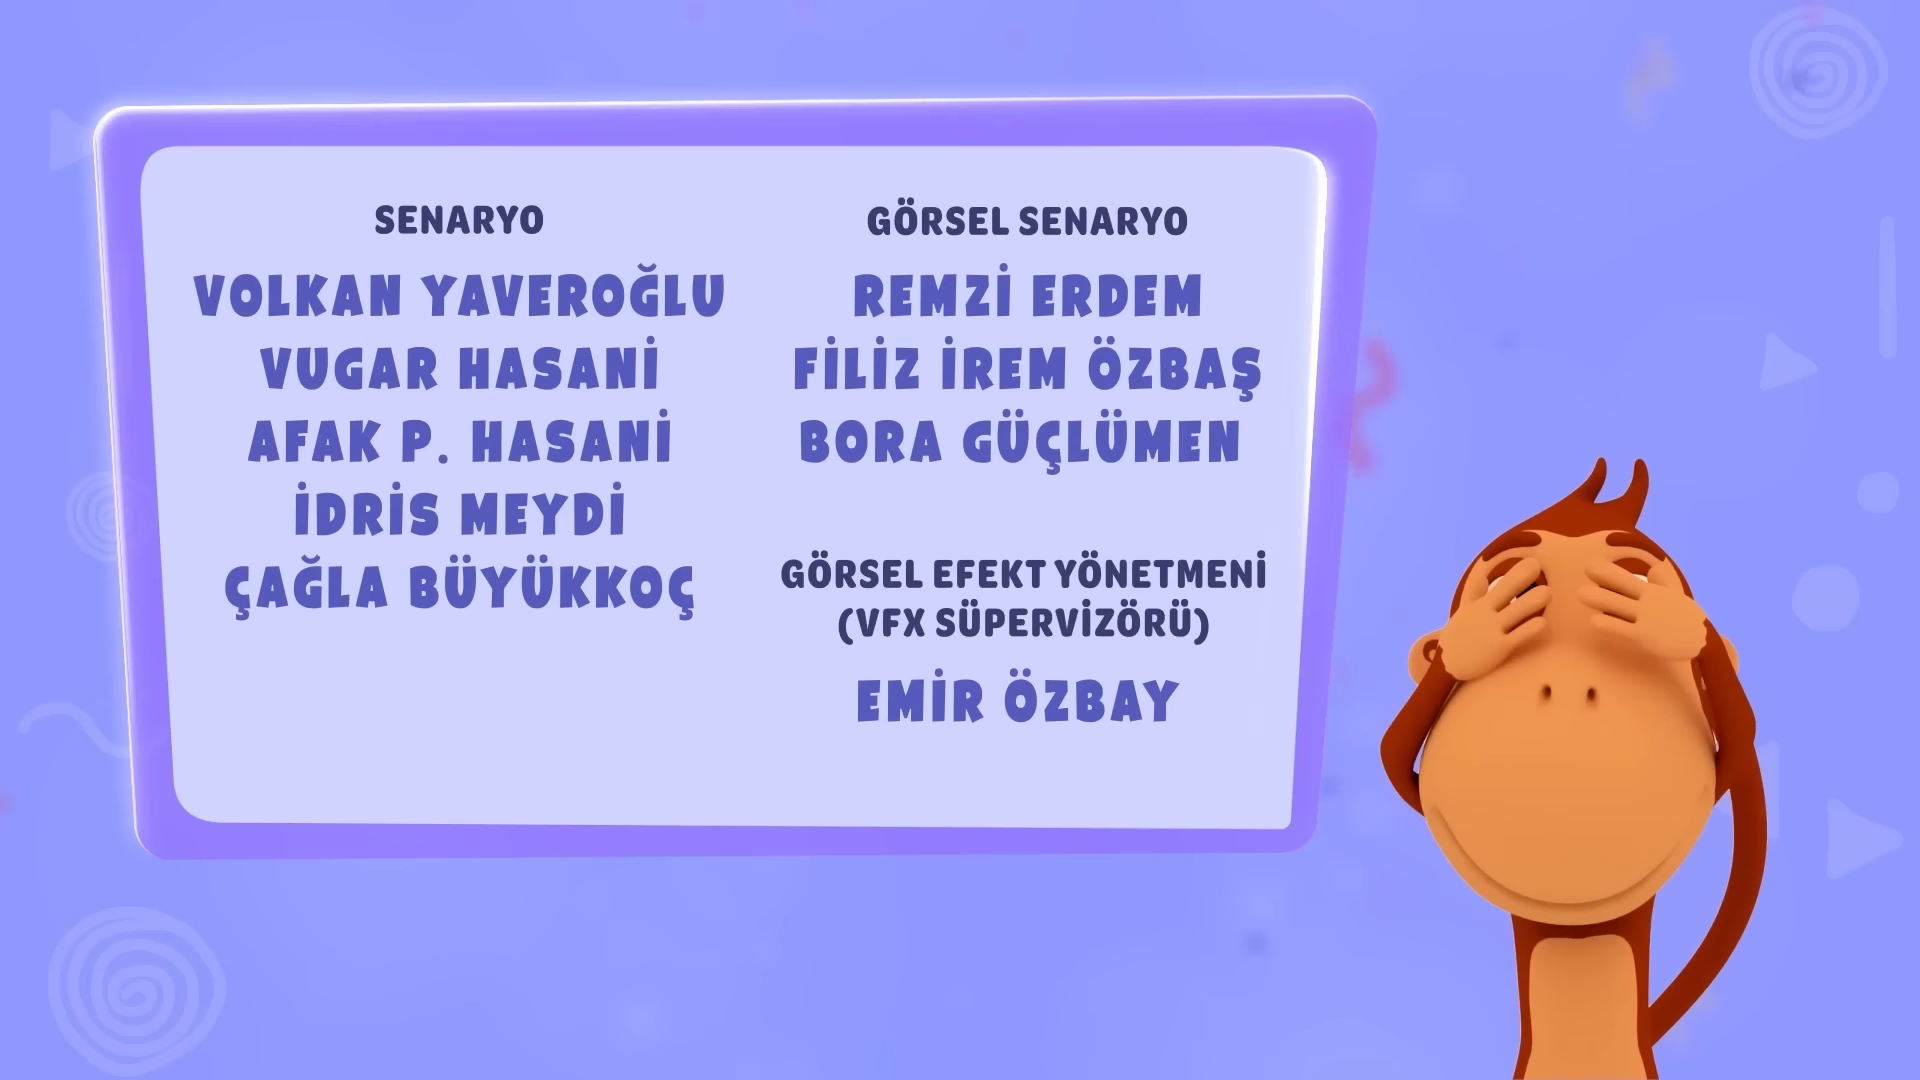 SENARYO
VOLKAN YAVEROĞLU
VUGAR HASANİ
AFAK P. HASANİ
İDRİS MEYDİ
ÇAĞLA BÜYÜKKOÇ
GÖRSEL SENARYO
REMZİ ERDEM
FİLİZ İREM ÖZBAŞ
BORA GÜÇLÜMEN
GÖRSEL EFEKT YÖNETMENİ
(VFX SÜPERVİZÖRÜ)
EMİR ÖZBAY